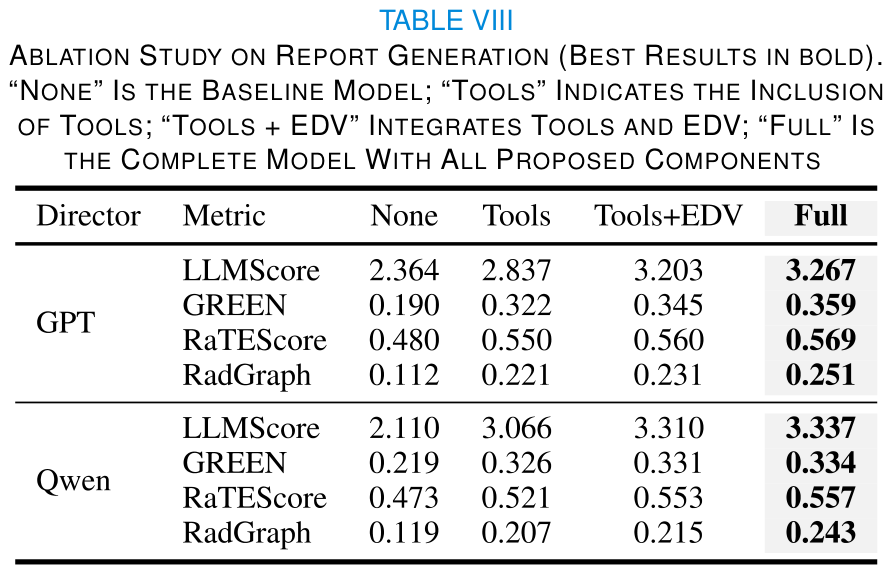 TABLE VIII
ABLATION STUDY ON REPORT GENERATION (BEST RESULTS IN BOLD).
“NONE” IS THE BASELINE MODEL; “TOOLS” INDICATES THE INCLUSION
OF TOOLS; “TOOLS + EDV” INTEGRATES TOOLS AND EDV; “FULL” IS
THE COMPLETE MODEL WITH ALL PROPOSED COMPONENTS
Director Metric None Tools Tools+EDV Full
GPT
LLMScore 2.364 2.837 3.203 3.267
GREEN 0.190 0.322 0.345 0.359
RaTEScore 0.480 0.550 0.560 0.569
RadGraph 0.112 0.221 0.231 0.251
Qwen
LLMScore 2.110 3.066 3.310 3.337
GREEN 0.219 0.326 0.331 0.334
RaTEScore 0.473 0.521 0.553 0.557
RadGraph 0.119 0.207 0.215 0.243